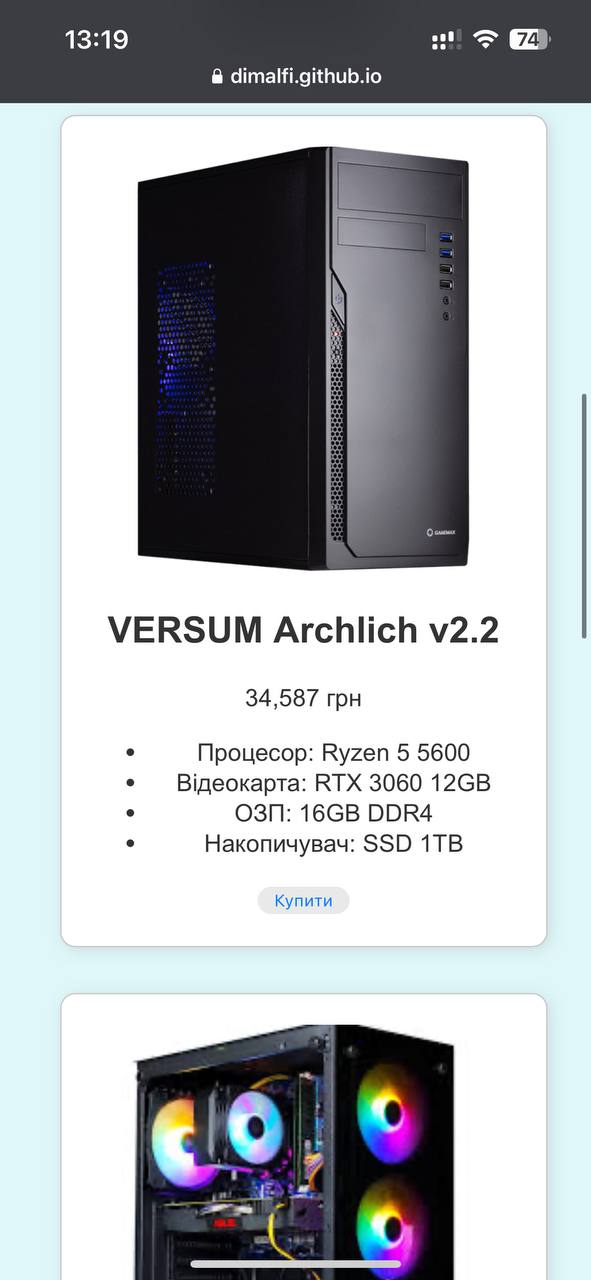 13:19
74
dimalfi.github.io
GAMEMAX
VERSUM Archlich v2.2
34,587 грн
• Процесор: Ryzen 5 5600
• Відеокарта: RTX 3060 12GB
• ОЗП: 16GB DDR4
• Накопичувач: SSD 1TB
Купити
ASUS